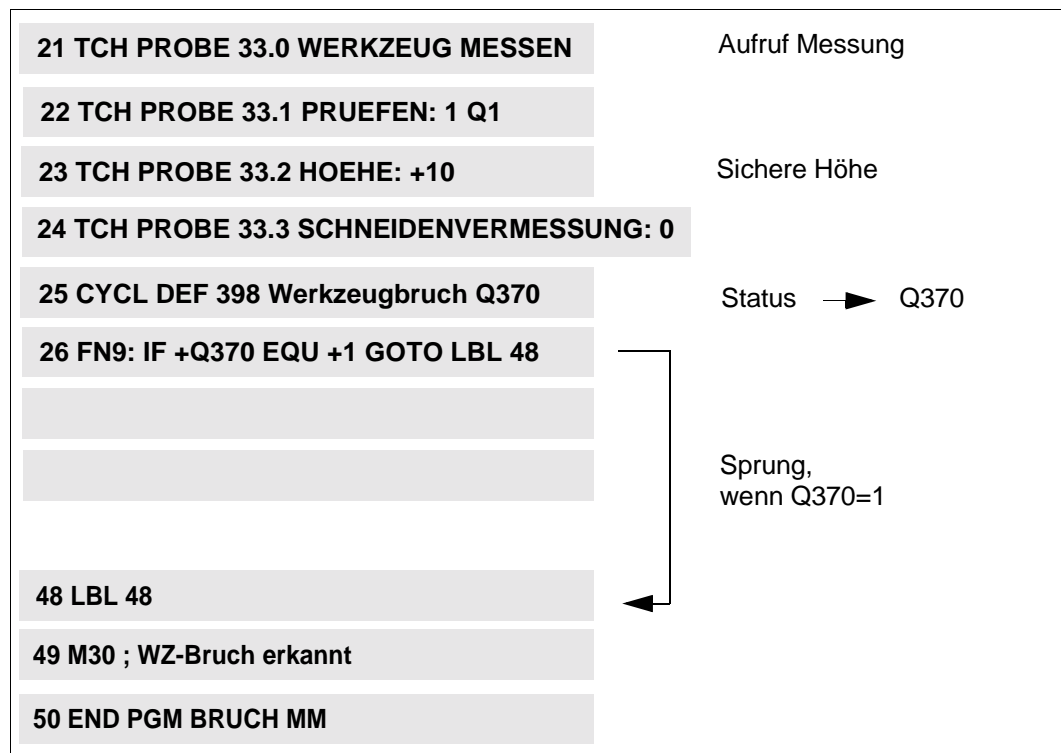 21 TCH PROBE 33.0 WERKZEUG MESSEN
Aufruf Messung
22 TCH PROBE 33.1 PRUEFEN: 1 Q1
23 TCH PROBE 33.2 HOEHE: +10
Sichere Höhe
24 TCH PROBE 33.3 SCHNEIDENVERMESSUNG: 0
25 CYCL DEF 398 Werkzeugbruch Q370
Status Q370
26 FN9: IF +Q370 EQU +1 GOTO LBL 48
Sprung,
wenn Q370=1
48 LBL 48
49 M30 ; WZ-Bruch erkannt
50 END PGM BRUCH MM